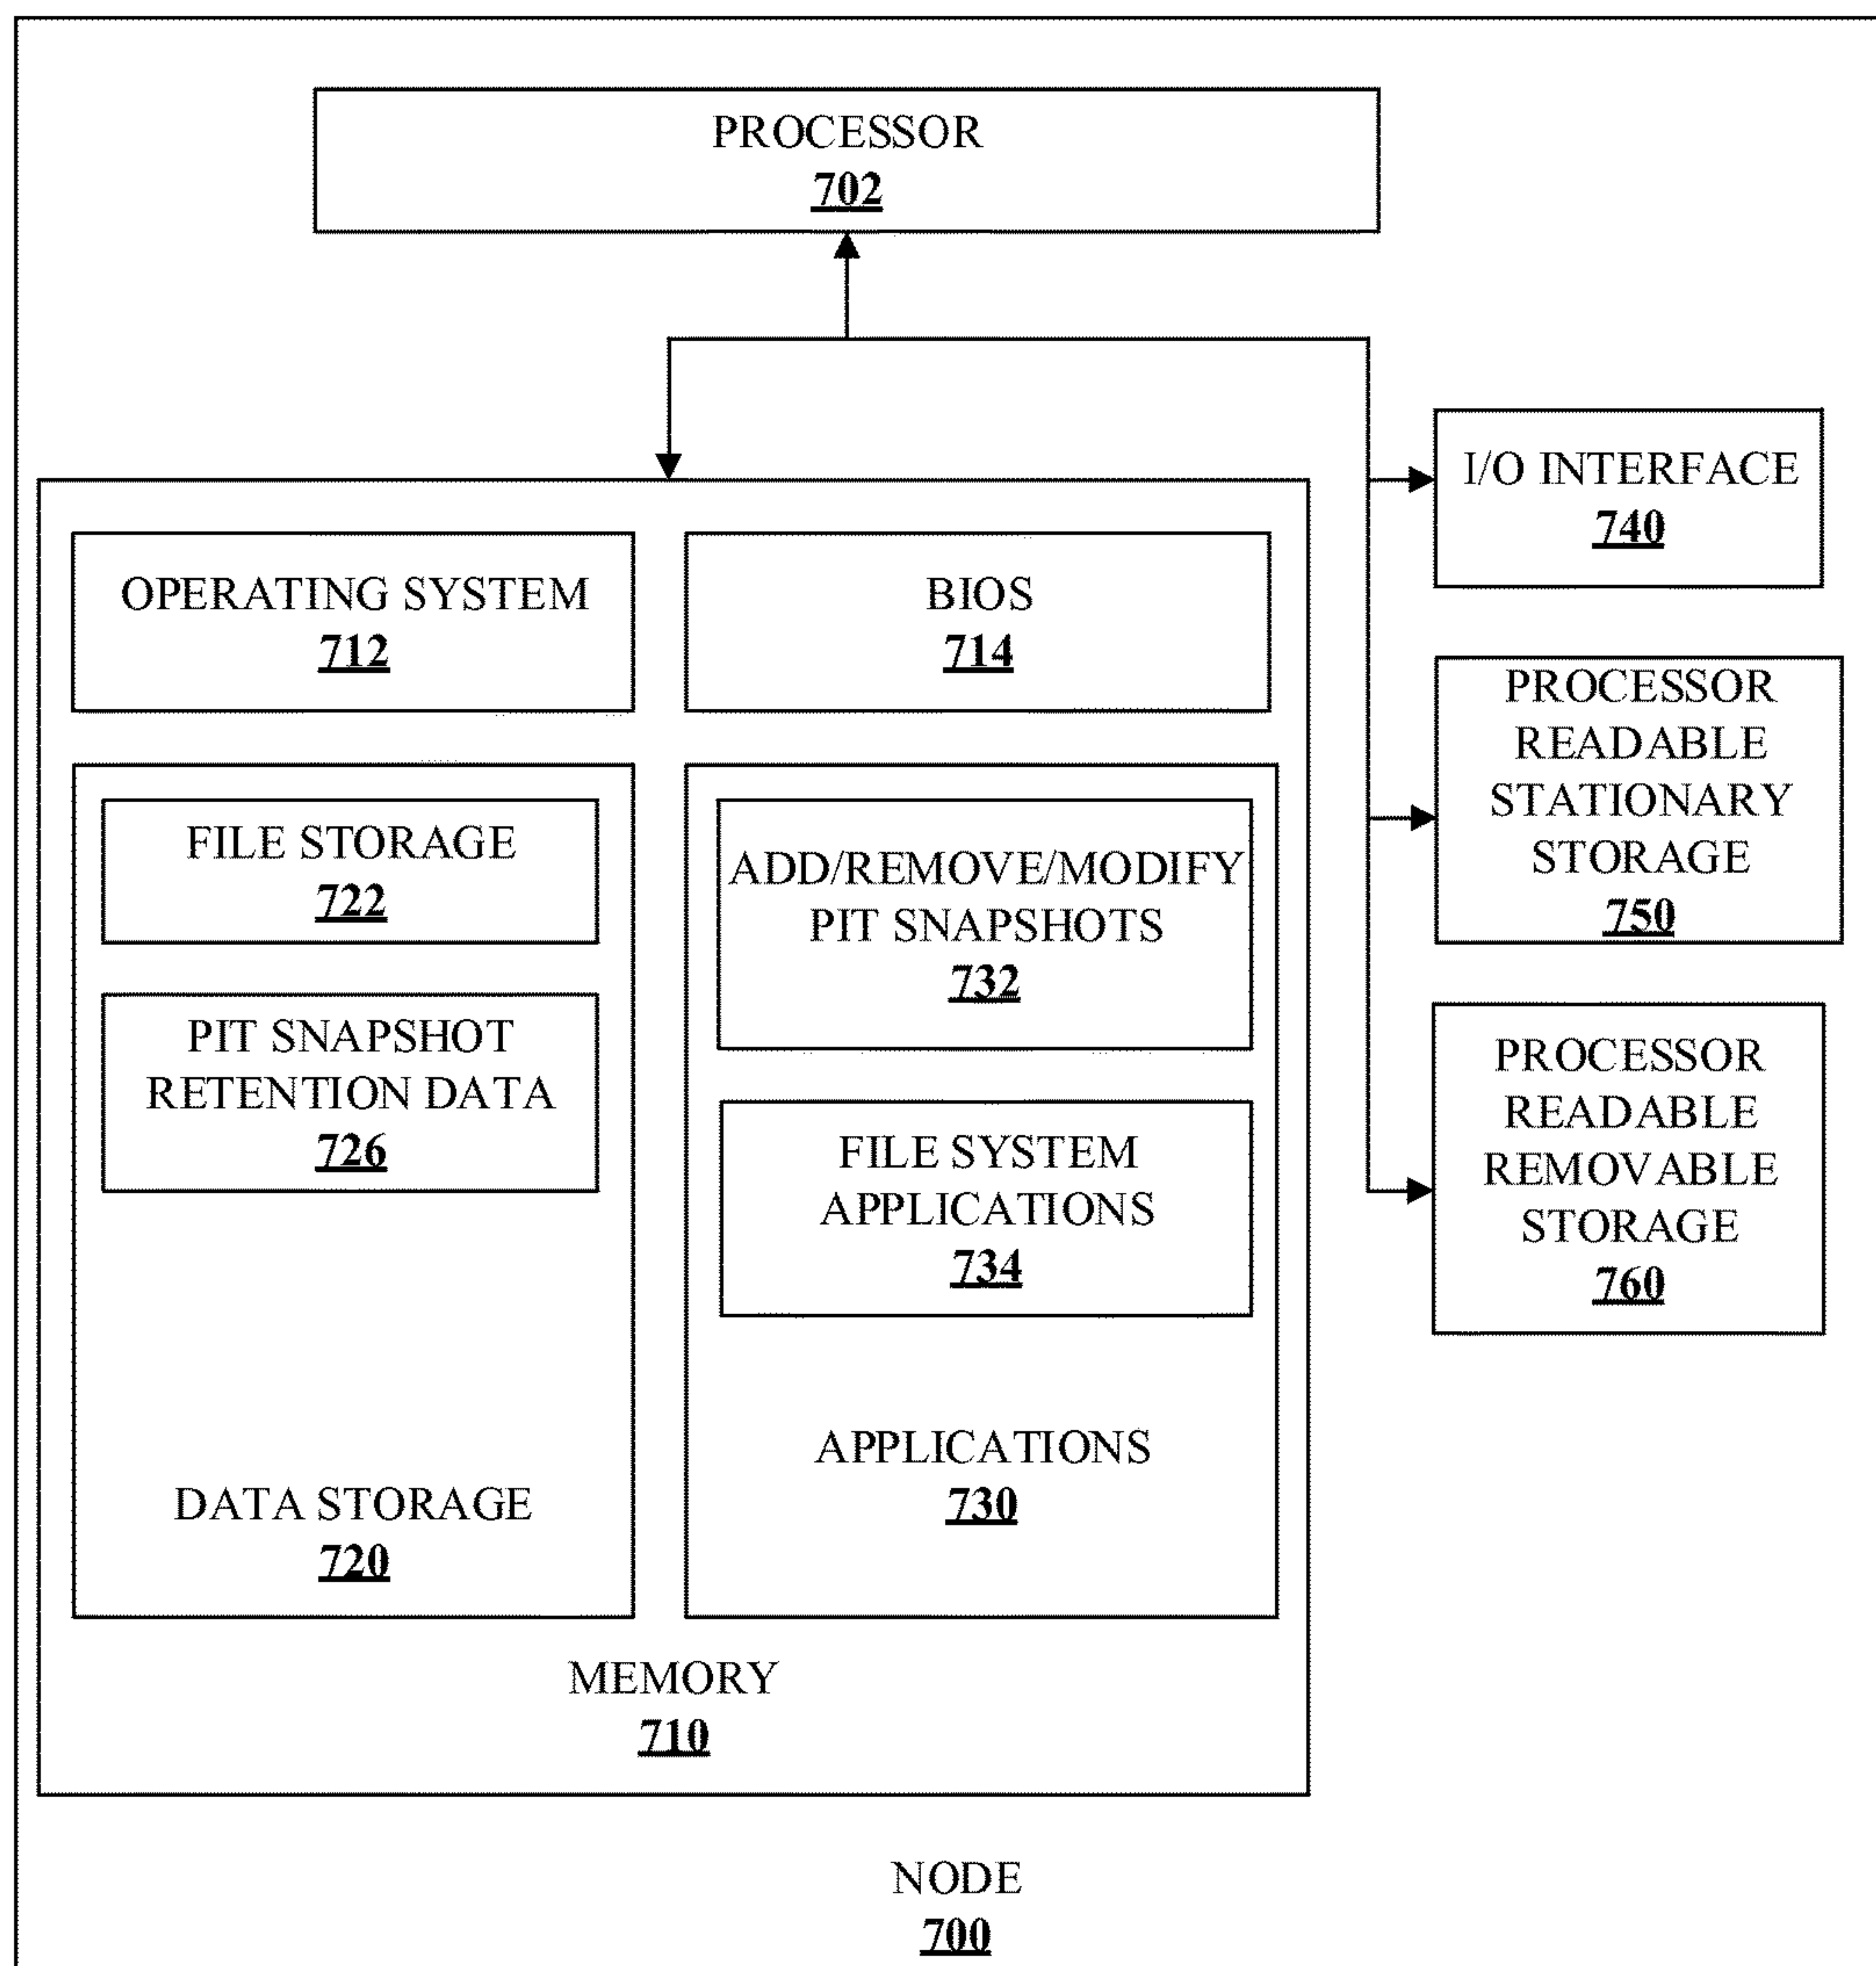 PROCESSOR
702
I/O INTERFACE
740
OPERATING SYSTEM
712
BIOS
714
PROCESSOR
READABLE
STATIONARY
STORAGE
750
FILE STORAGE
722
ADD/REMOVE/MODIFY
PIT SNAPSHOTS
732
PIT SNAPSHOT
RETENTION DATA
726
FILE SYSTEM
APPLICATIONS
734
PROCESSOR
READABLE
REMOVABLE
STORAGE
760
DATA STORAGE
720
APPLICATIONS
730
MEMORY
710
NODE
700